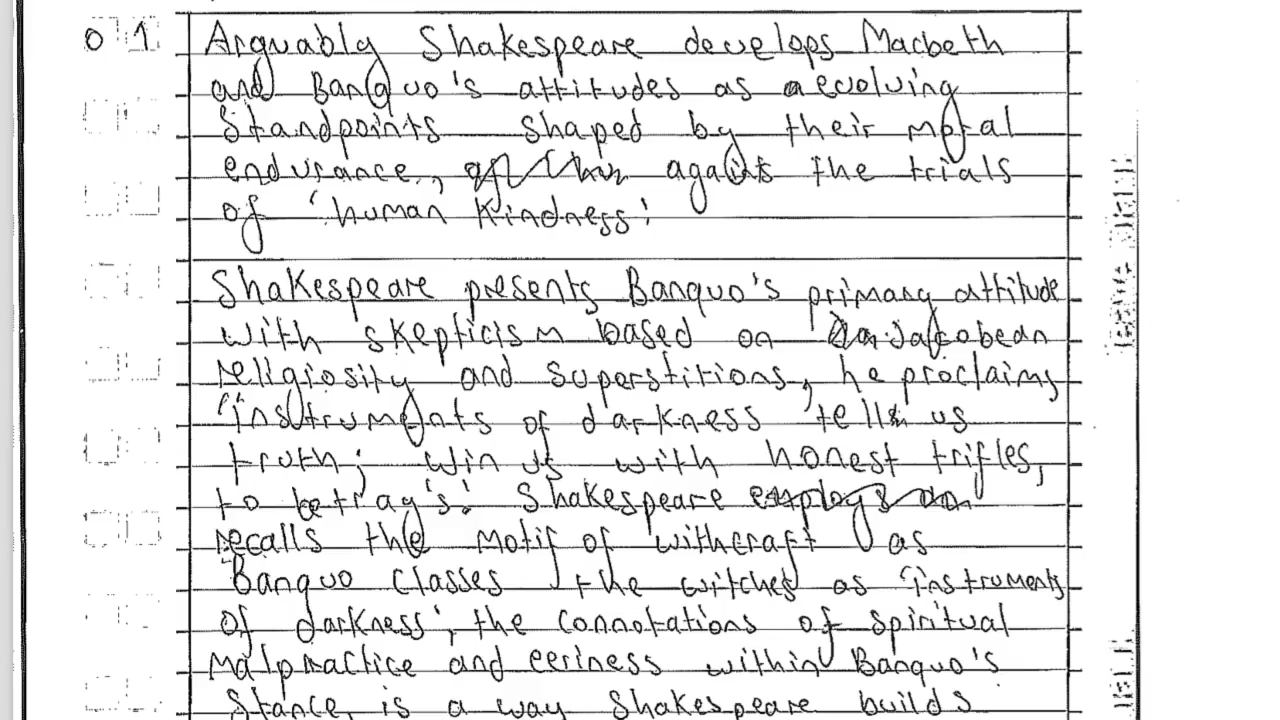 01 Arguably Shakespeare develops Macbeth
and Banquo's attitudes as a evolving
standpoints shaped by their moral
endurance, against the trials
of 'human kindness'.
Shakespeare presents Banquo's primary attitude
with skepticism based on Jacobean
religiosity and superstitions, he proclaims
'instruments of darkness tell us
truth; win us with honest trifles,
to betray's'. Shakespeare employs an
recalls the motif of witchcraft as
Banquo classes the witches as 'instruments
of darkness', the connotations of spiritual
malpractice and eeriness within Banquo's
stance, is a way Shakespeare builds